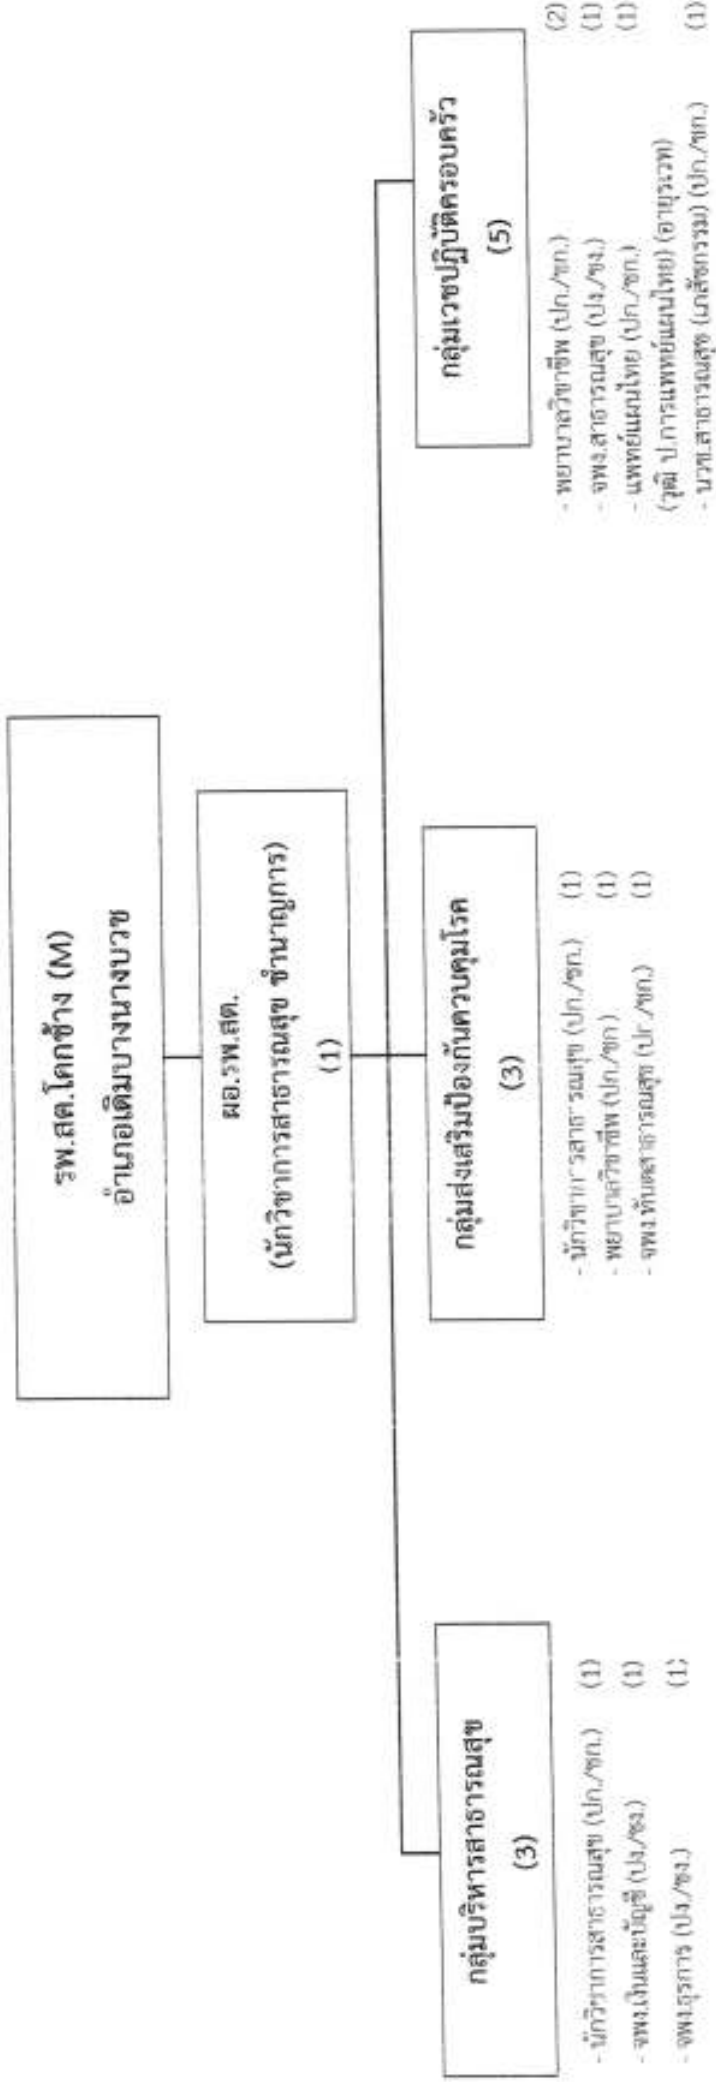 รพ.สต.โคกช้าง (M)
อำเภอเดิมบางนางบวช
ผอ.รพ.สต.
(นักวิชาการสาธารณสุข ชำนาญการ)
(1)
กลุ่มบริหารสาธารณสุข
(3)
- นักวิชาการสาธารณสุข (ปก./ชก.) (1)
- จพง.เงินและบัญชี (ปง./ชง.) (1)
- จพง.ธุรการ (ปง./ชง.) (1)
กลุ่มส่งเสริมป้องกันควบคุมโรค
(3)
- นักวิชาการสาธารณสุข (ปก./ชก.) (1)
- พยาบาลวิชาชีพ (ปก./ชก) (1)
- จพง.ทันตสาธารณสุข (ปก./ชก.) (1)
กลุ่มเวชปฏิบัติครอบครัว
(5)
- พยาบาลวิชาชีพ (ปก./ชก.) (2)
- จพง.สาธารณสุข (ปง./ชง.) (1)
- แพทย์แผนไทย (ปก./ชก.) (1)
(วุฒิ ป.การแพทย์แผนไทย) (อายุรเวท)
- นวช.สาธารณสุข (เภสัชกรรม) (ปก./ชก.) (1)